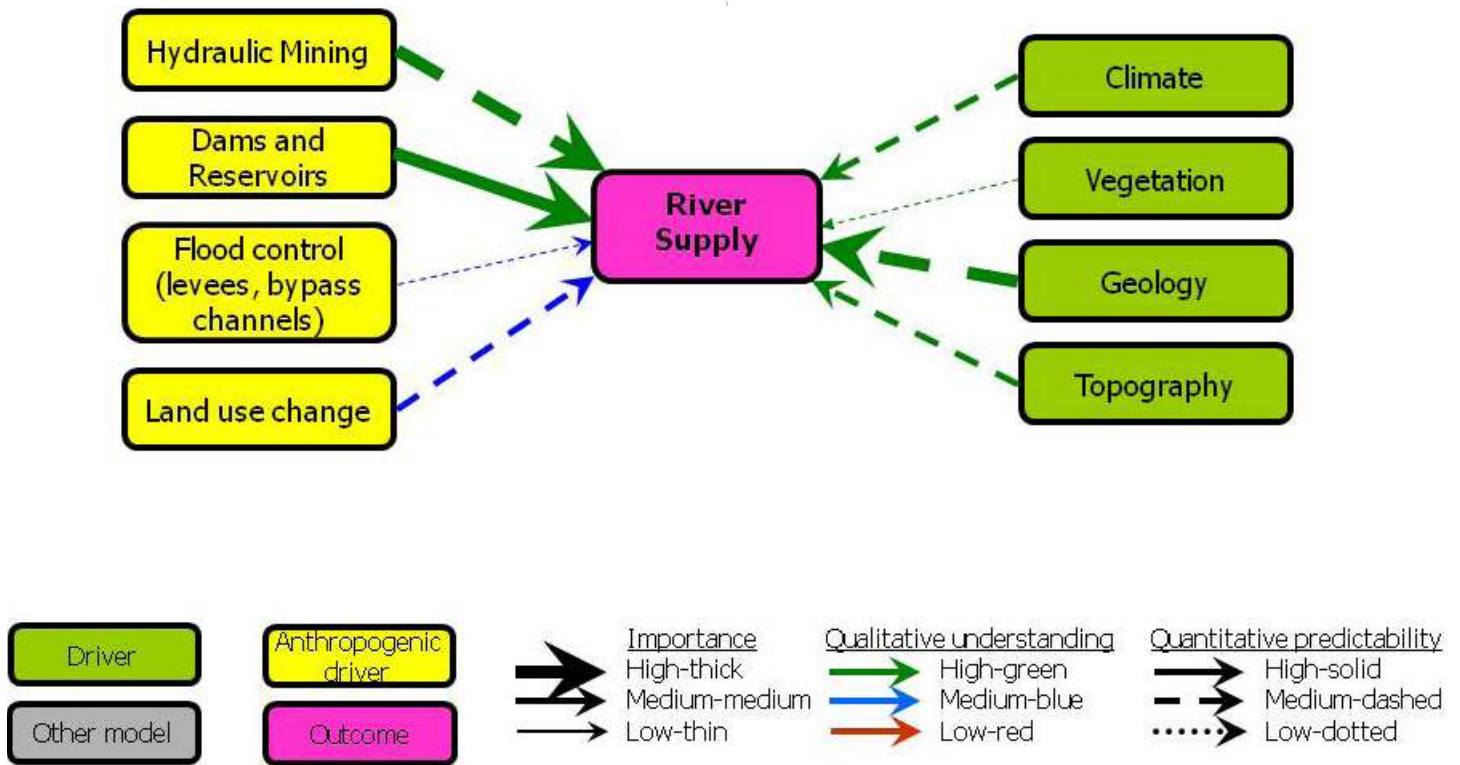 Hydraulic Mining
Dams and
Reservoirs
Flood control
(levees, bypass
channels)
Land use change
River
Supply
Climate
Vegetation
Geology
Topography
Driver
Anthropogenic
driver
Other model
Outcome
Importance
High-thick
Medium-medium
Low-thin
Qualitative understanding
High-green
Medium-blue
Low-red
Quantitative predictability
High-solid
Medium-dashed
Low-dotted